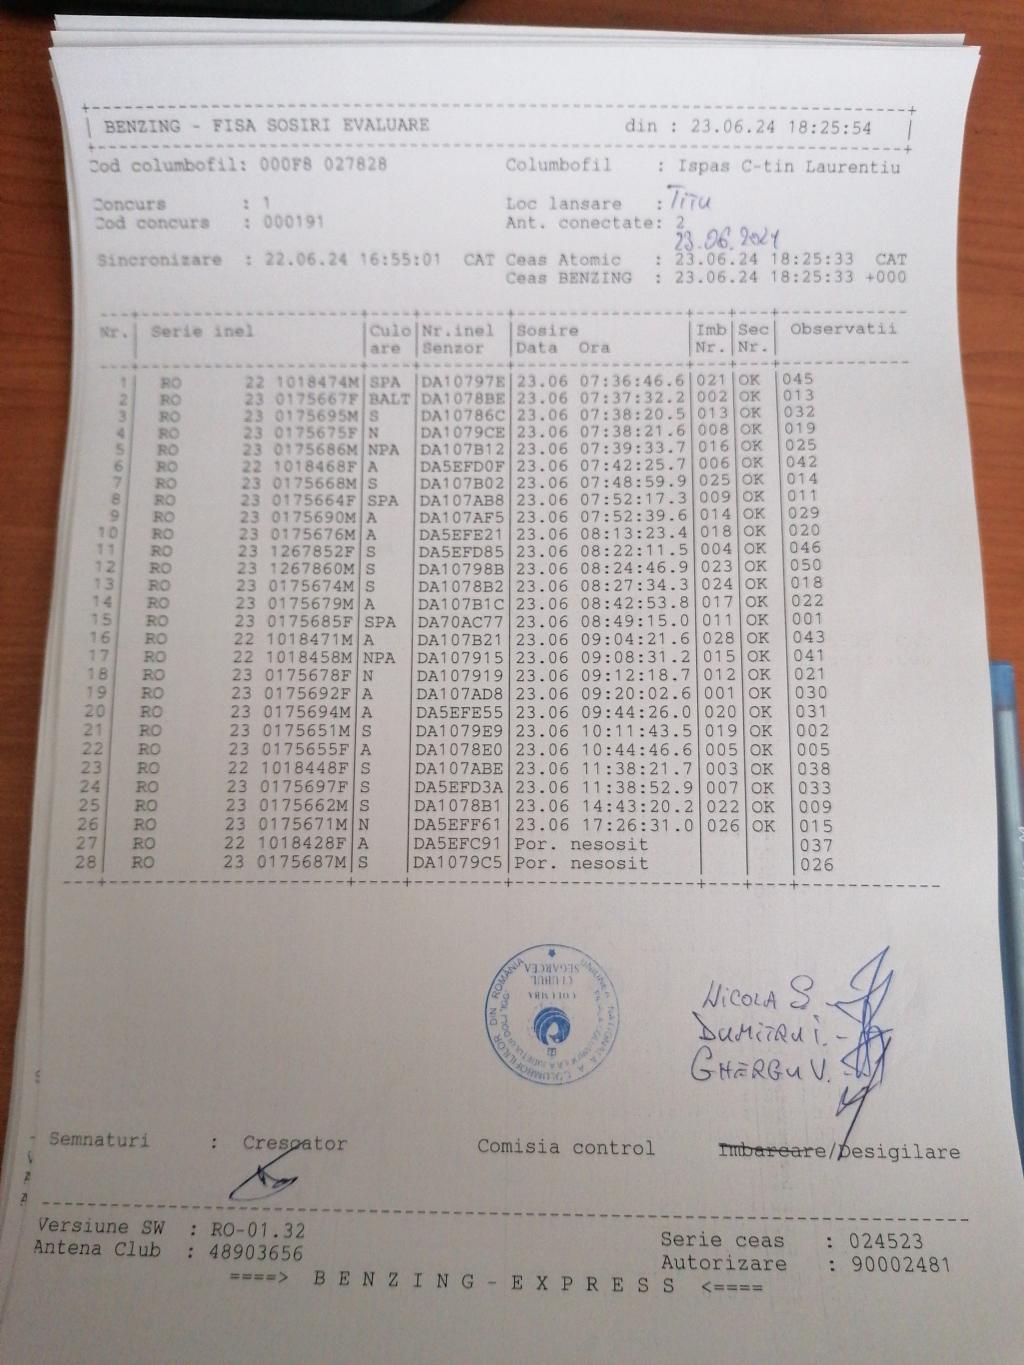 BENZING - FISA SOSIRI EVALUARE din : 23.06.24 18:25:54
Cod columbofil: 000F8 027828 Columbofil : Ispas C-tin Laurentiu
Concurs : 1 Loc lansare : Titu
Cod concurs : 000191 Ant. conectate: 2
23.06.2024
Sincronizare : 22.06.24 16:55:01 CAT Ceas Atomic : 23.06.24 18:25:33 CAT
Ceas BENZING : 23.06.24 18:25:33 +000
Nr. Serie inel Culo Nr.inel Sosire Imb Sec Observatii
are Senzor Data Ora Nr. Nr.
1 RO 22 1018474M SPA DA10797E 23.06 07:36:46.6 021 OK 045
2 RO 23 0175667F BALT DA1078BE 23.06 07:37:32.2 002 OK 013
3 RO 23 0175695M S DA10786C 23.06 07:38:20.5 013 OK 032
4 RO 23 0175675F N DA1079CE 23.06 07:38:21.6 008 OK 019
5 RO 23 0175686M NPA DA107B12 23.06 07:39:33.7 016 OK 025
6 RO 22 1018468F A DA5EFD0F 23.06 07:42:25.7 006 OK 042
7 RO 23 0175668M S DA107B02 23.06 07:48:59.9 025 OK 014
8 RO 23 0175664F SPA DA107AB8 23.06 07:52:17.3 009 OK 011
9 RO 23 0175690M A DA107AF5 23.06 07:52:39.6 014 OK 029
10 RO 23 0175676M A DA5EFE21 23.06 08:13:23.4 018 OK 020
11 RO 23 1267852F S DA5EFD85 23.06 08:22:11.5 004 OK 046
12 RO 23 1267860M S DA10798B 23.06 08:24:46.9 023 OK 050
13 RO 23 0175674M S DA1078B2 23.06 08:27:34.3 024 OK 018
14 RO 23 0175679M A DA107B1C 23.06 08:42:53.8 017 OK 022
15 RO 23 0175685F SPA DA70AC77 23.06 08:49:15.0 011 OK 001
16 RO 22 1018471M A DA107B21 23.06 09:04:21.6 028 OK 043
17 RO 22 1018458M NPA DA107915 23.06 09:08:31.2 015 OK 041
18 RO 23 0175678F N DA107919 23.06 09:12:18.7 012 OK 021
19 RO 23 0175692F A DA107AD8 23.06 09:20:02.6 001 OK 030
20 RO 23 0175694M A DA5EFE55 23.06 09:44:26.0 020 OK 031
21 RO 23 0175651M S DA1079E9 23.06 10:11:43.5 019 OK 002
22 RO 23 0175655F A DA1078E0 23.06 10:44:46.6 005 OK 005
23 RO 22 1018448F S DA107ABE 23.06 11:38:21.7 003 OK 038
24 RO 23 0175697F S DA5EFD3A 23.06 11:38:52.9 007 OK 033
25 RO 23 0175662M S DA1078B1 23.06 14:43:20.2 022 OK 009
26 RO 23 0175671M N DA5EFF61 23.06 17:26:31.0 026 OK 015
27 RO 22 1018428F A DA5EFC91 Por. nesosit 037
28 RO 23 0175687M S DA1079C5 Por. nesosit 026
UNIUNEA NATIONALA A COLUMBOFILILOR DIN ROMANIA
COLUMBA
CLUBUL
SEGARCEA
NICOLA S.
DUMITRU I.
GHERGU V.
Semnaturi : Crescator Comisia control Imbarcare/Desigilare
Versiune SW : RO-01.32 Serie ceas : 024523
Antena Club : 48903656 Autorizare : 90002481
====> B E N Z I N G - E X P R E S S <====